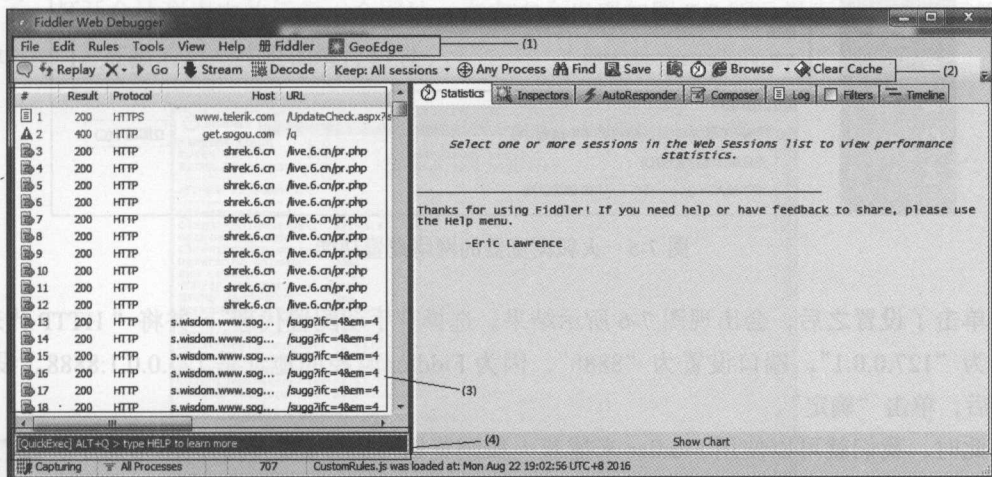 Fiddler Web Debugger
File Edit Rules Tools View Help 册 Fiddler GeoEdge
(1)
Replay X Go Stream Decode Keep: All sessions Any Process Find Save Browse Clear Cache
(2)
# Result Protocol Host URL
Statistics Inspectors AutoResponder Composer Log Filters Timeline
1 200 HTTPS www.telerik.com /UpdateCheck.aspx?s
2 400 HTTP get.sogou.com /q
3 200 HTTP shrek.6.cn /live.6.cn/pr.php
4 200 HTTP shrek.6.cn /live.6.cn/pr.php
5 200 HTTP shrek.6.cn /live.6.cn/pr.php
6 200 HTTP shrek.6.cn /live.6.cn/pr.php
7 200 HTTP shrek.6.cn /live.6.cn/pr.php
8 200 HTTP shrek.6.cn /live.6.cn/pr.php
9 200 HTTP shrek.6.cn /live.6.cn/pr.php
10 200 HTTP shrek.6.cn /live.6.cn/pr.php
11 200 HTTP shrek.6.cn /live.6.cn/pr.php
12 200 HTTP shrek.6.cn /live.6.cn/pr.php
13 200 HTTP s.wisdom.www.sog... /sugg?ifc=4&em=4
14 200 HTTP s.wisdom.www.sog... /sugg?ifc=4&em=4
15 200 HTTP s.wisdom.www.sog... /sugg?ifc=4&em=4
16 200 HTTP s.wisdom.www.sog... /sugg?ifc=4&em=4
17 200 HTTP s.wisdom.www.sog... /sugg?ifc=4&em=4
18 200 HTTP s.wisdom.www.sog... /sugg?ifc=4&em=4
(3)
Select one or more sessions in the Web Sessions list to view performance
statistics.
Thanks for using Fiddler! If you need help or have feedback to share, please use
the Help menu.
-Eric Lawrence
[QuickExec] ALT+Q > type HELP to learn more
(4)
Show Chart
Capturing All Processes 707 CustomRules.js was loaded at: Mon Aug 22 19:02:56 UTC+8 2016